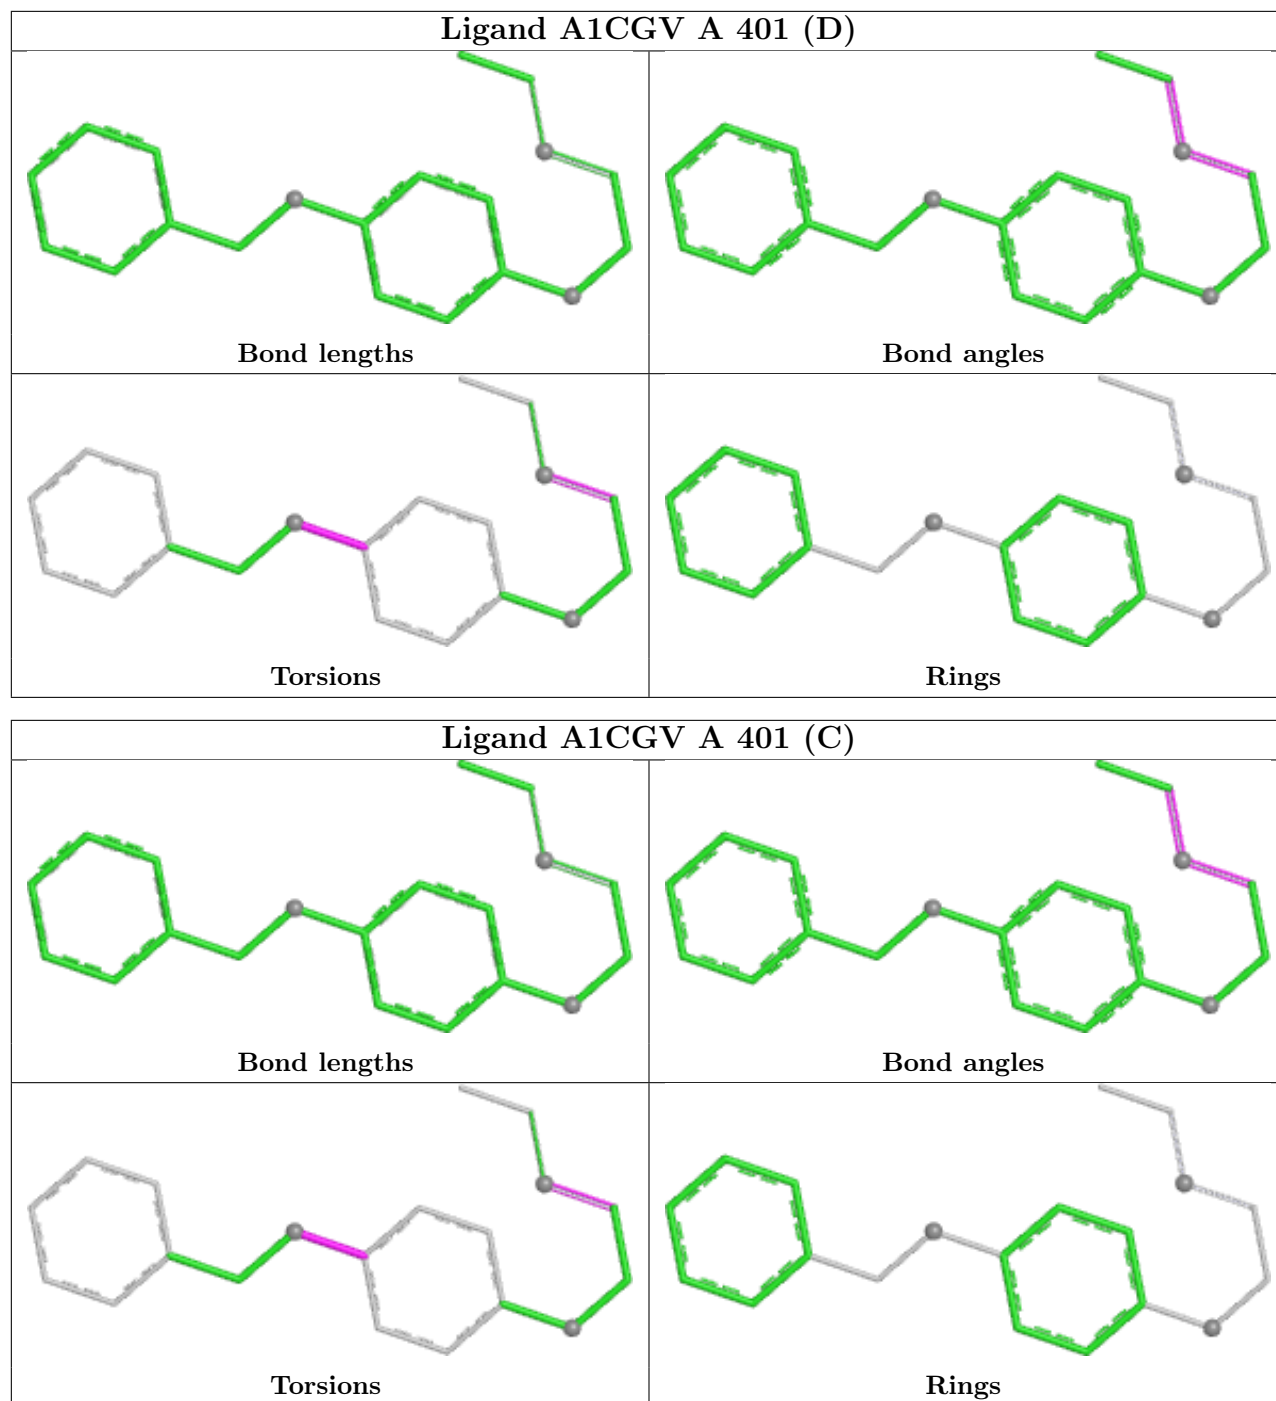 Ligand A1CGV A 401 (D)
Bond lengths
Bond angles
Torsions
Rings
Ligand A1CGV A 401 (C)
Bond lengths
Bond angles
Torsions
Rings